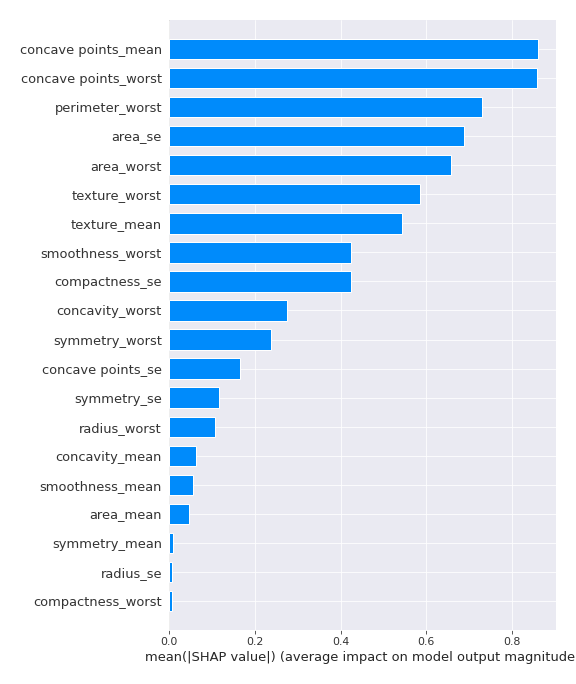 concave points_mean
concave points_worst
perimeter_worst
area_se
area_worst
texture_worst
texture_mean
smoothness_worst
compactness_se
concavity_worst
symmetry_worst
concave points_se
symmetry_se
radius_worst
concavity_mean
smoothness_mean
area_mean
symmetry_mean
radius_se
compactness_worst
0.0 0.2 0.4 0.6 0.8
mean(|SHAP value|) (average impact on model output magnitude